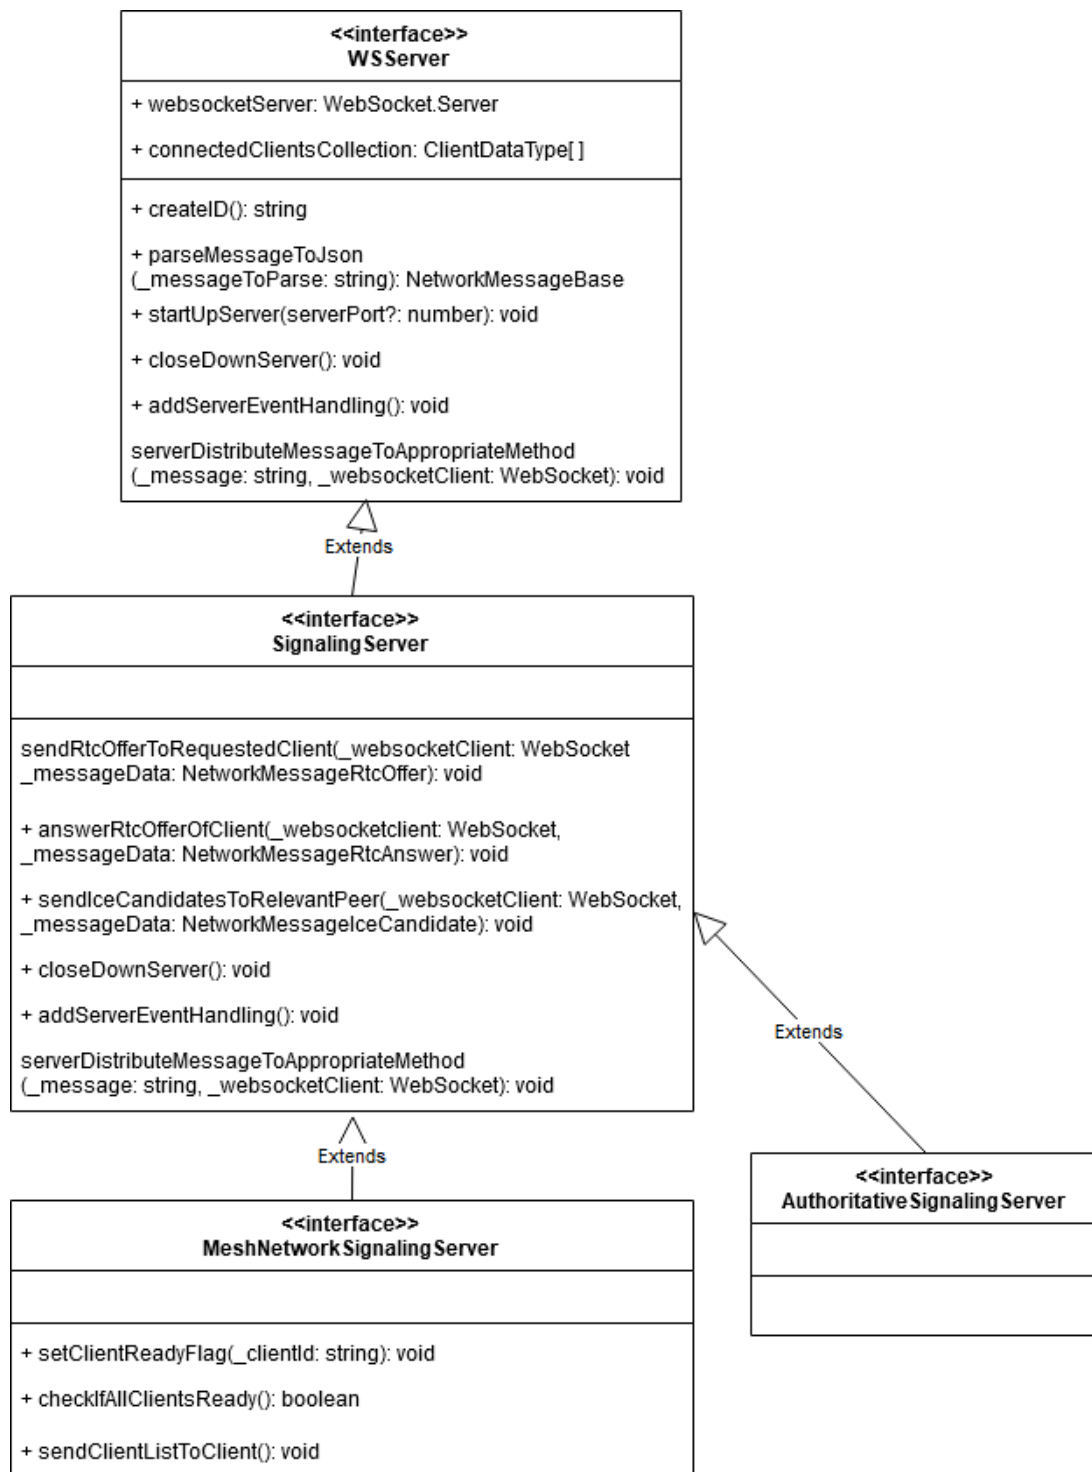 <<interface>>
WSServer
+ websocketServer: WebSocket.Server
+ connectedClientsCollection: ClientDataType[ ]
+ createID(): string
+ parseMessageToJson
(_messageToParse: string): NetworkMessageBase
+ startUpServer(serverPort?: number): void
+ closeDownServer(): void
+ addServerEventHandling(): void
serverDistributeMessageToAppropriateMethod
(_message: string, _websocketClient: WebSocket): void
Extends
<<interface>>
SignalingServer
sendRtcOfferToRequestedClient(_websocketClient: WebSocket
_messageData: NetworkMessageRtcOffer): void
+ answerRtcOfferOfClient(_websocketclient: WebSocket,
_messageData: NetworkMessageRtcAnswer): void
+ sendIceCandidatesToRelevantPeer(_websocketClient: WebSocket,
_messageData: NetworkMessageIceCandidate): void
+ closeDownServer(): void
+ addServerEventHandling(): void
serverDistributeMessageToAppropriateMethod
(_message: string, _websocketClient: WebSocket): void
Extends
Extends
<<interface>>
AuthoritativeSignalingServer
<<interface>>
MeshNetworkSignalingServer
+ setClientReadyFlag(_clientId: string): void
+ checkIfAllClientsReady(): boolean
+ sendClientListToClient(): void